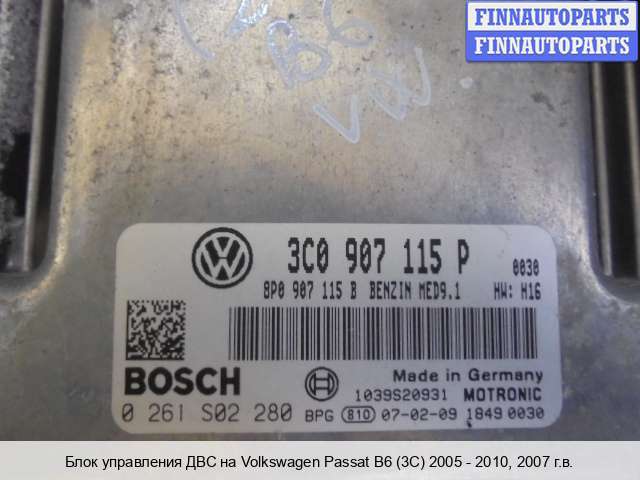 FINNAUTOPARTS
FINNAUTOPARTS
B6
VW
3C0 907 115 P 0030
8P0 907 115 B BENZIN MED9.1 HW: H16
BOSCH
Made in Germany
1039S20931 MOTRONIC
0 261 S02 280 BPG 810 07-02-09 1849 0030
Блок управления ДВС на Volkswagen Passat B6 (3C) 2005 - 2010, 2007 г.в.